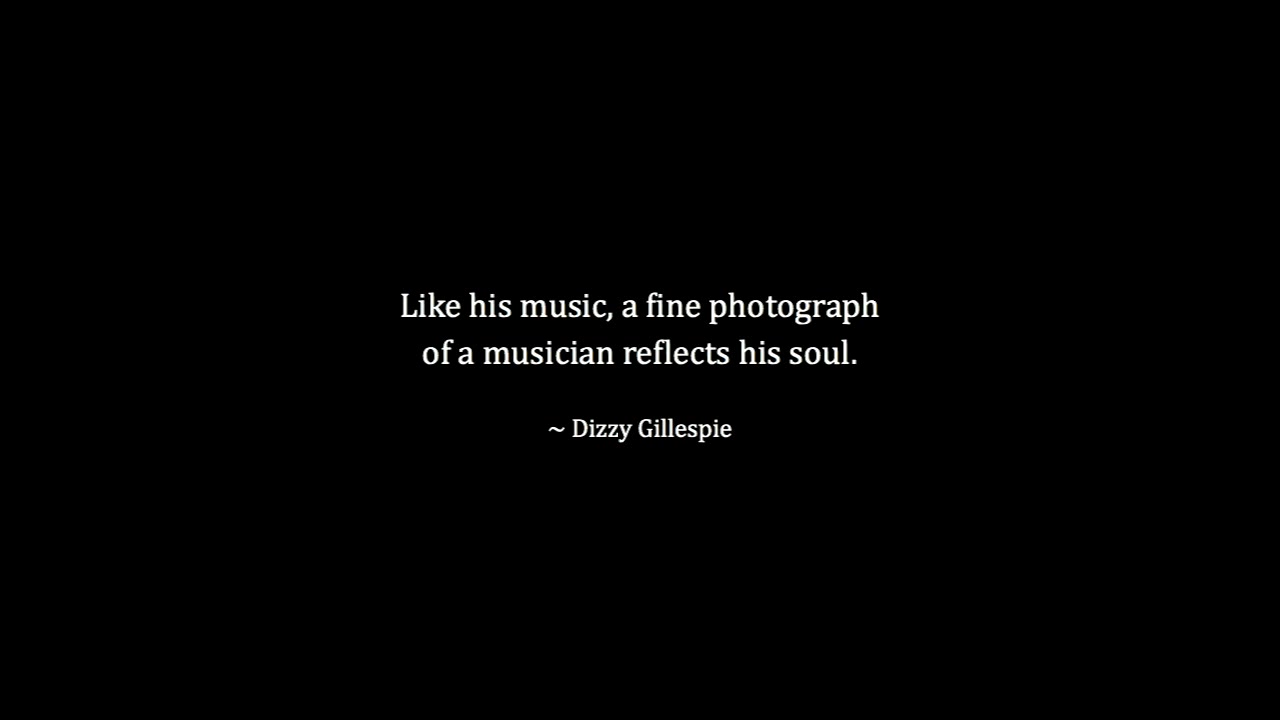 Like his music, a fine photograph
of a musician reflects his soul.
~ Dizzy Gillespie